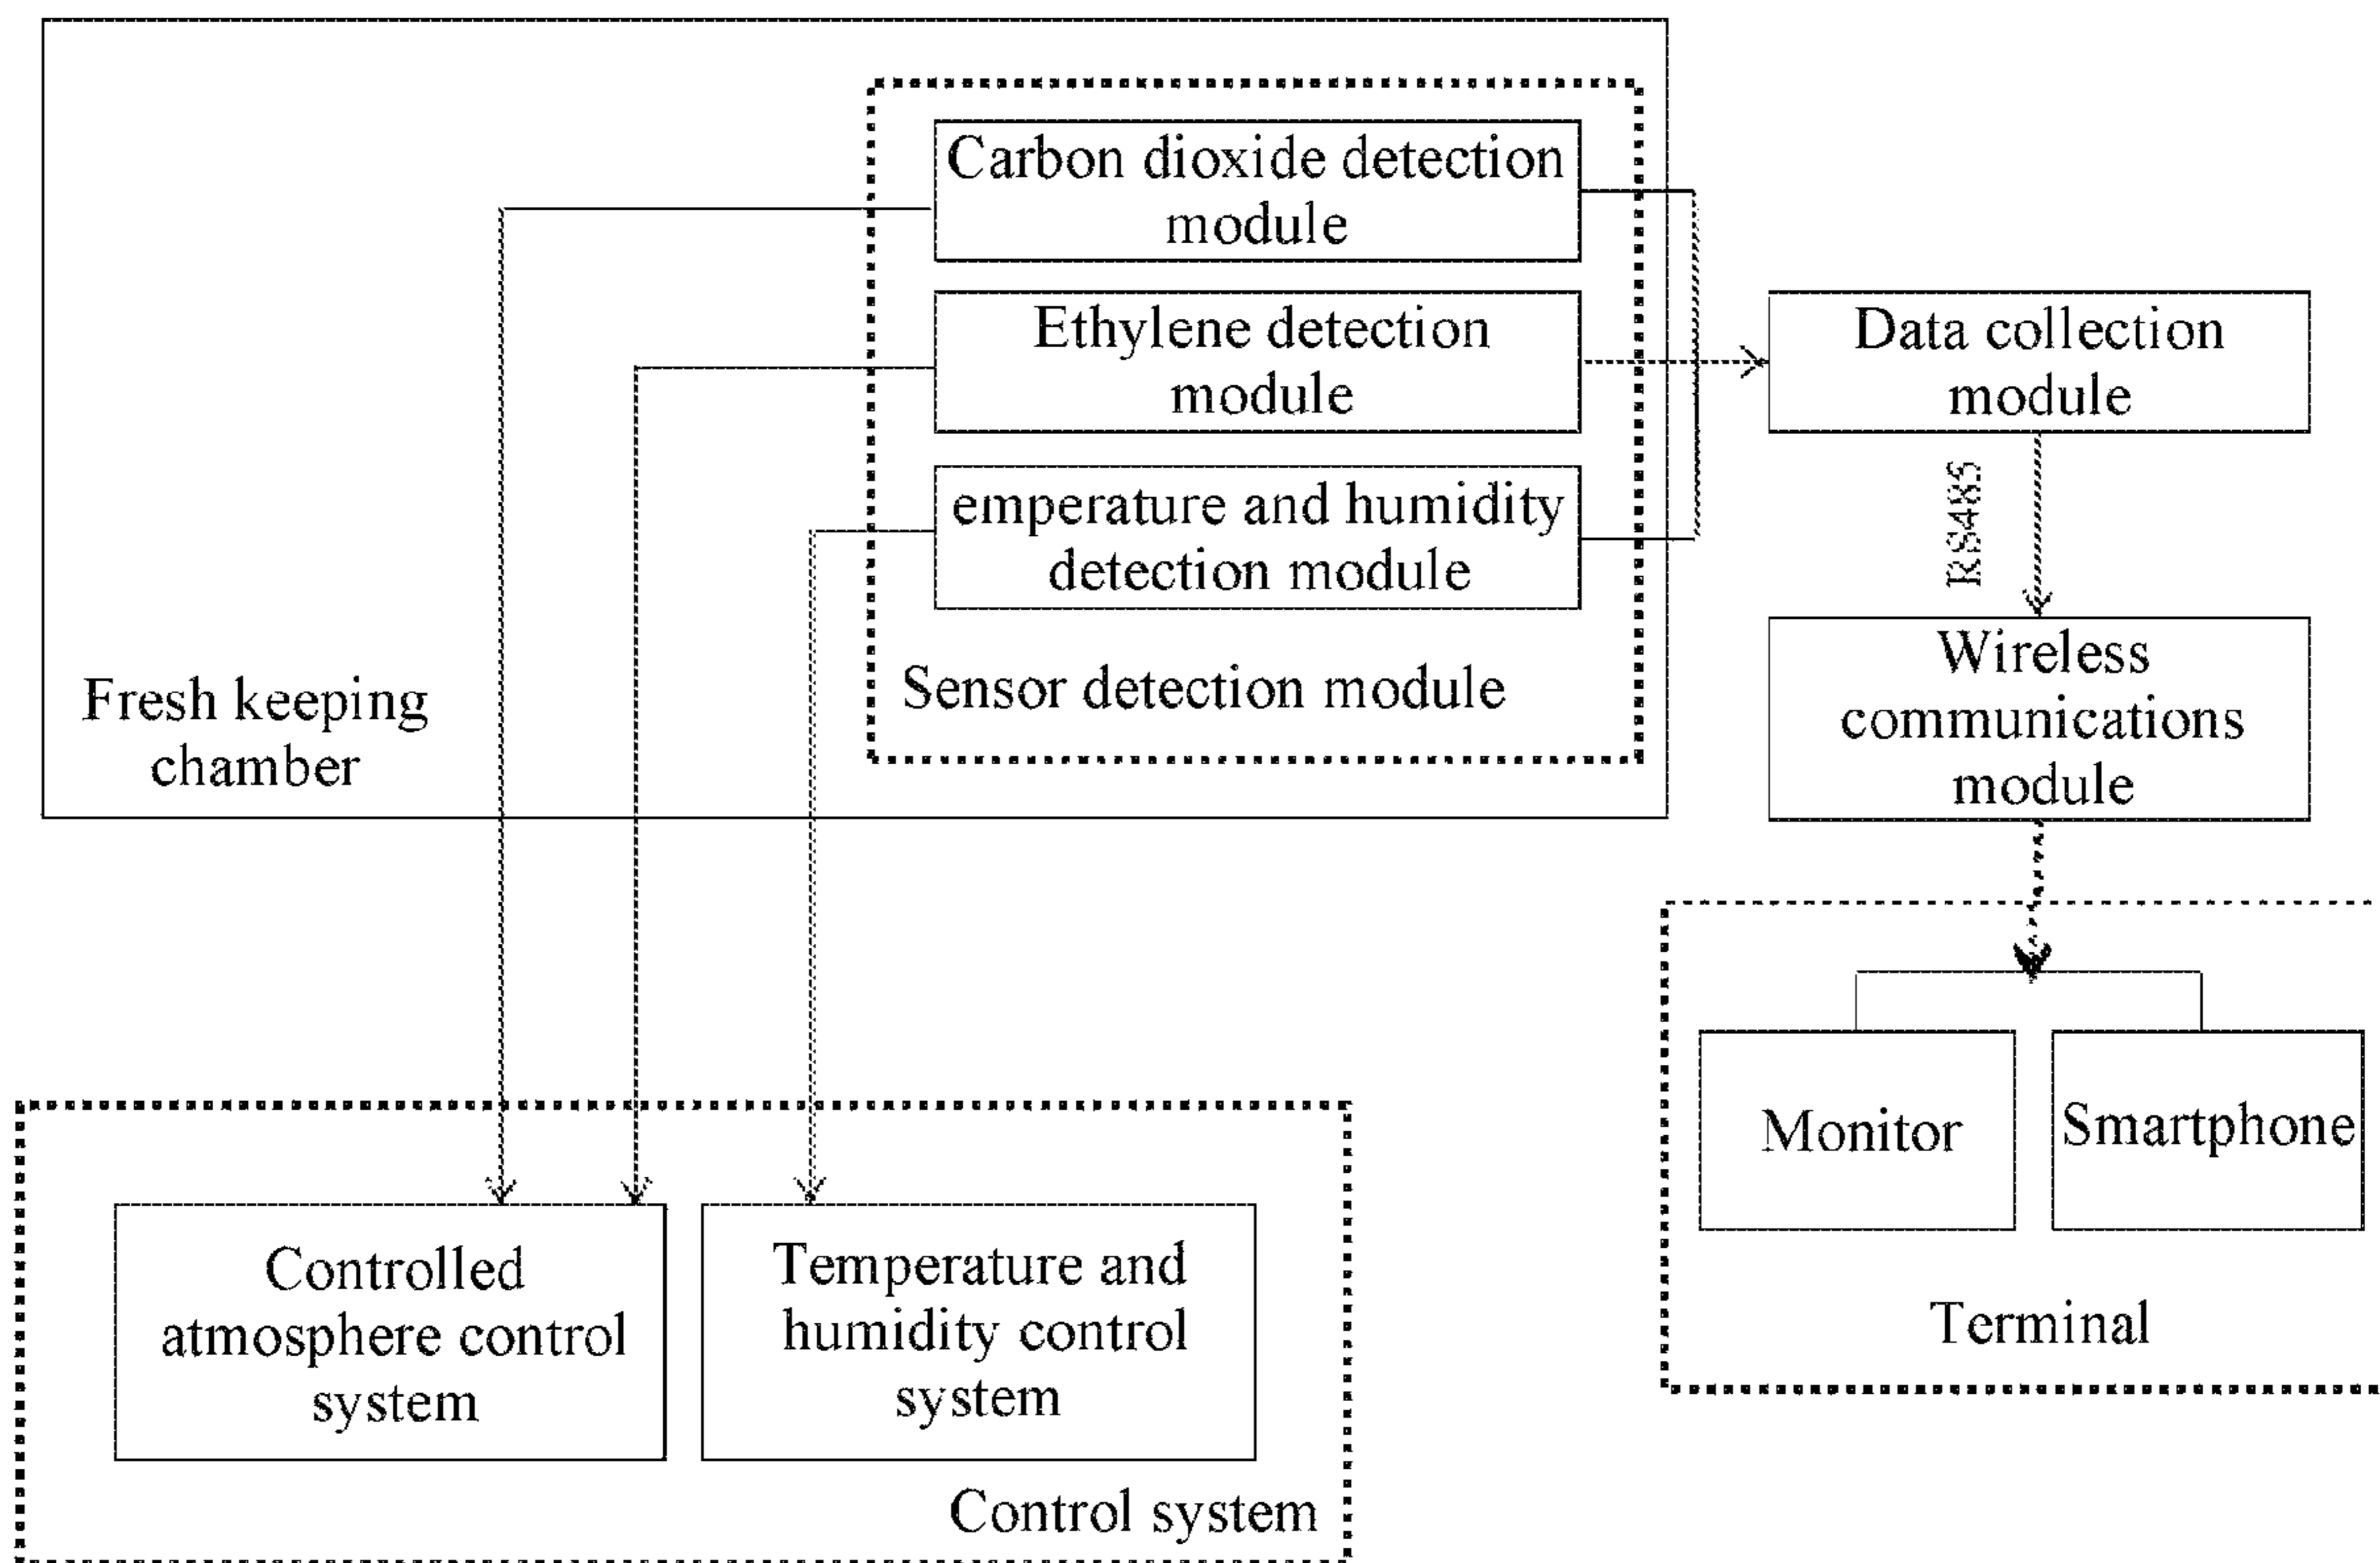 Carbon dioxide detection
module
Ethylene detection
module
emperature and humidity
detection module
Sensor detection module
Fresh keeping
chamber
Data collection
module
RS485
Wireless
communications
module
Monitor
Smartphone
Terminal
Controlled
atmosphere control
system
Temperature and
humidity control
system
Control system